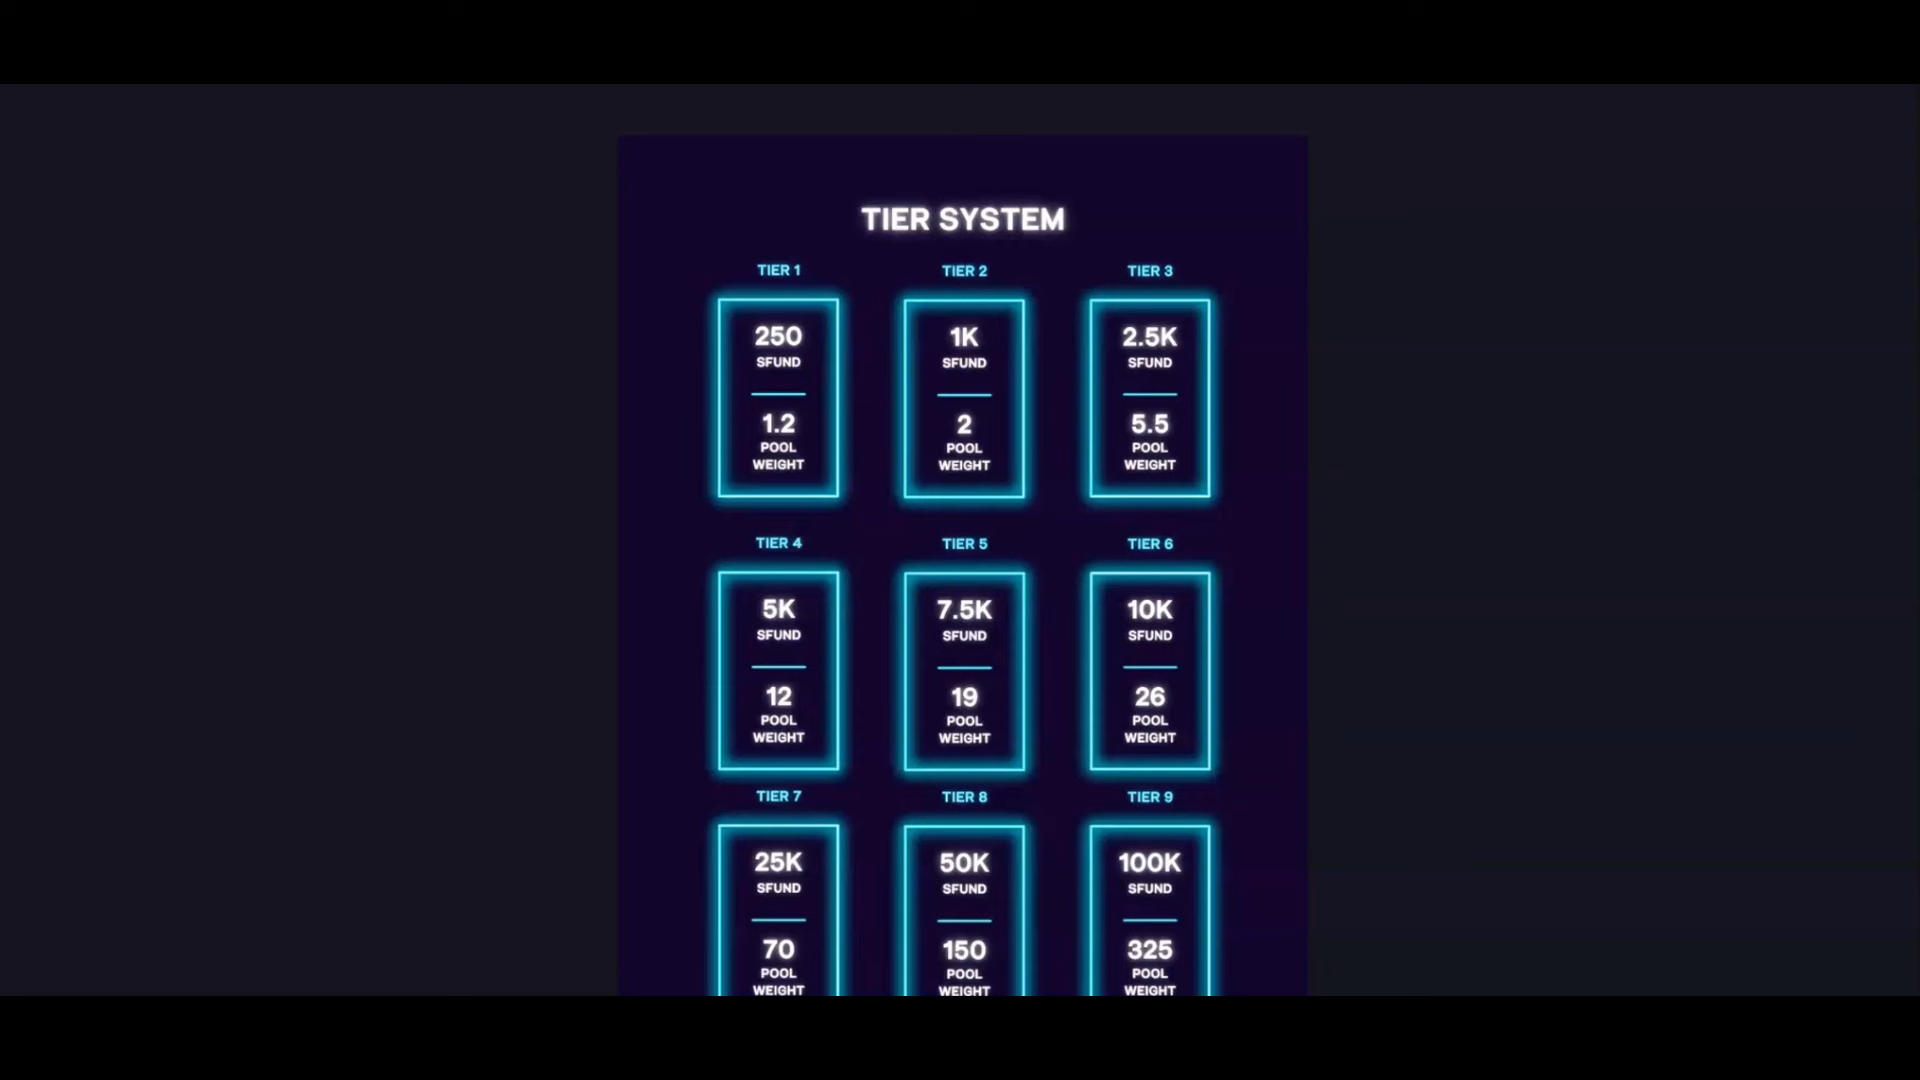 TIER SYSTEM
TIER 1
250
SFUND
1.2
POOL
WEIGHT
TIER 2
1K
SFUND
2
POOL
WEIGHT
TIER 3
2.5K
SFUND
5.5
POOL
WEIGHT
TIER 4
5K
SFUND
12
POOL
WEIGHT
TIER 5
7.5K
SFUND
19
POOL
WEIGHT
TIER 6
10K
SFUND
26
POOL
WEIGHT
TIER 7
25K
SFUND
70
POOL
WEIGHT
TIER 8
50K
SFUND
150
POOL
WEIGHT
TIER 9
100K
SFUND
325
POOL
WEIGHT